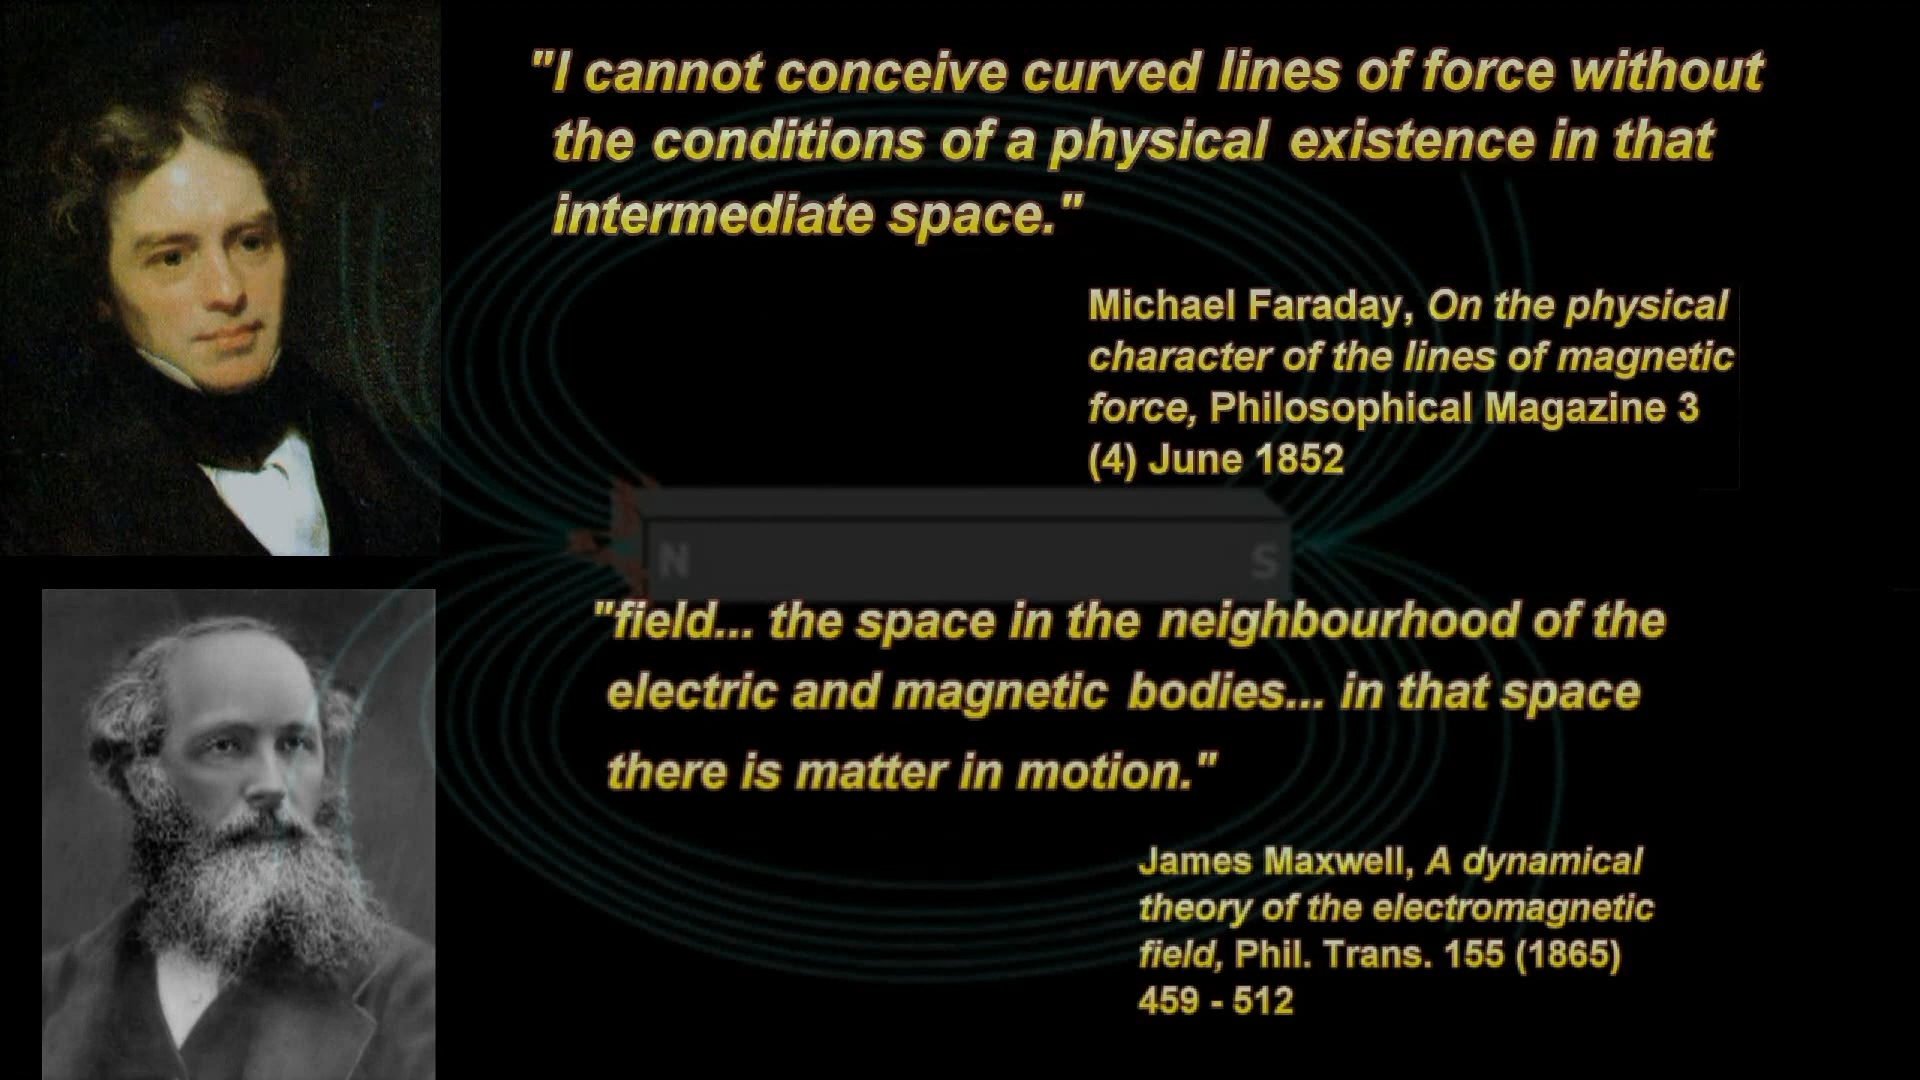 "I cannot conceive curved lines of force without
the conditions of a physical existence in that
intermediate space."
Michael Faraday, On the physical
character of the lines of magnetic
force, Philosophical Magazine 3
(4) June 1852
N S
"field... the space in the neighbourhood of the
electric and magnetic bodies... in that space
there is matter in motion."
James Maxwell, A dynamical
theory of the electromagnetic
field, Phil. Trans. 155 (1865)
459 - 512